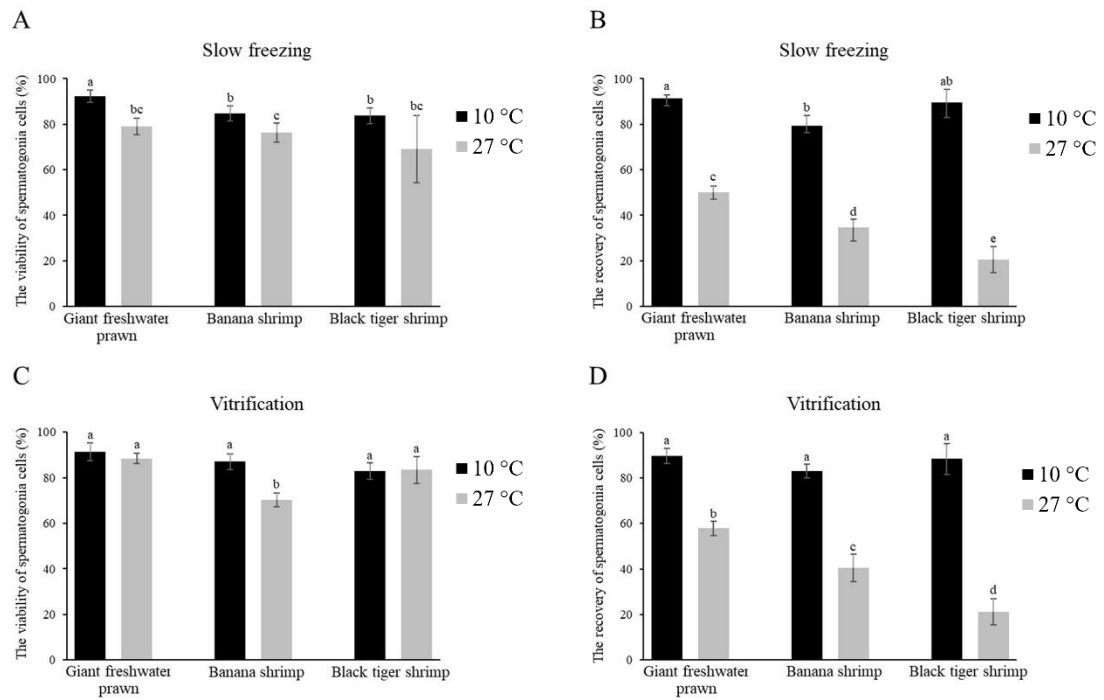 A
Slow freezing
The viability of spermatogonia cells (%)
100
80
60
40
20
0
a
bc
b
c
b
bc
Giant freshwater
prawn
Banana shrimp
Black tiger shrimp
10 °C
27 °C
B
Slow freezing
The recovery of spermatogonia cells (%)
100
80
60
40
20
0
a
c
b
d
ab
e
Giant freshwater
prawn
Banana shrimp
Black tiger shrimp
10 °C
27 °C
C
Vitrification
The viability of spermatogonia cells (%)
100
80
60
40
20
0
a
a
a
b
a
a
Giant freshwater
prawn
Banana shrimp
Black tiger shrimp
10 °C
27 °C
D
Vitrification
The recovery of spermatogonia cells (%)
100
80
60
40
20
0
a
b
a
c
a
d
Giant freshwater
prawn
Banana shrimp
Black tiger shrimp
10 °C
27 °C